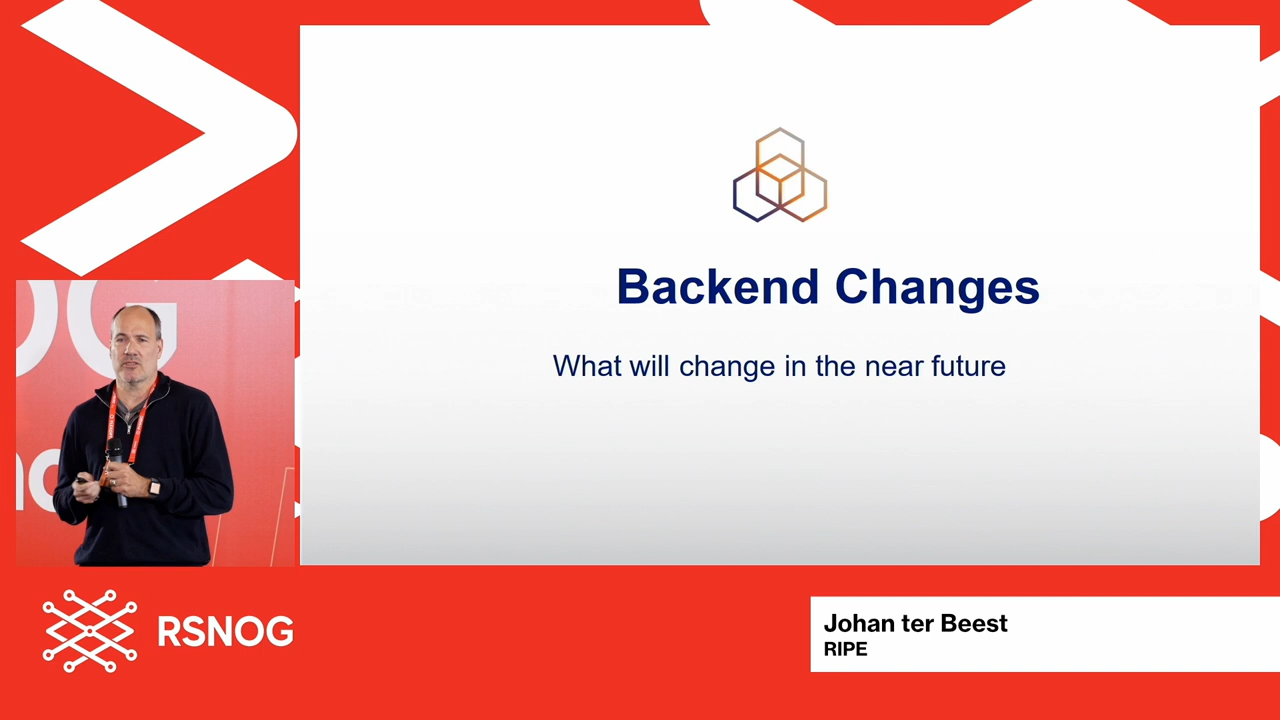 Backend Changes
What will change in the near future
RSNOG
Johan ter Beest
RIPE